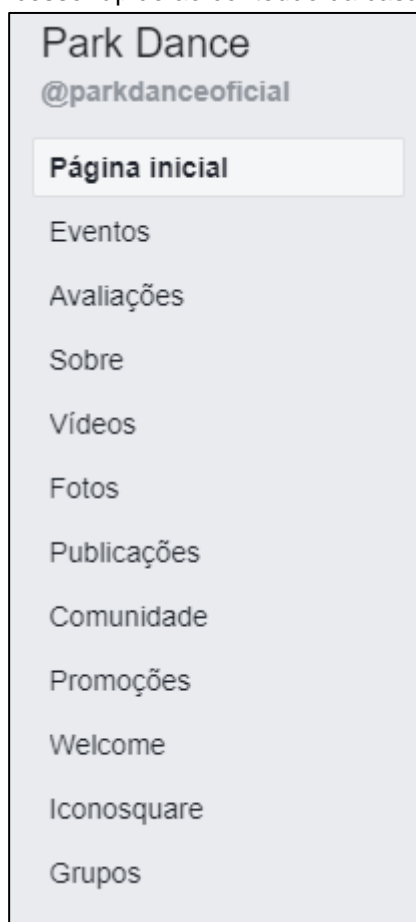 Park Dance
@parkdanceoficial
Página inicial
Eventos
Avaliações
Sobre
Vídeos
Fotos
Publicações
Comunidade
Promoções
Welcome
Iconosquare
Grupos